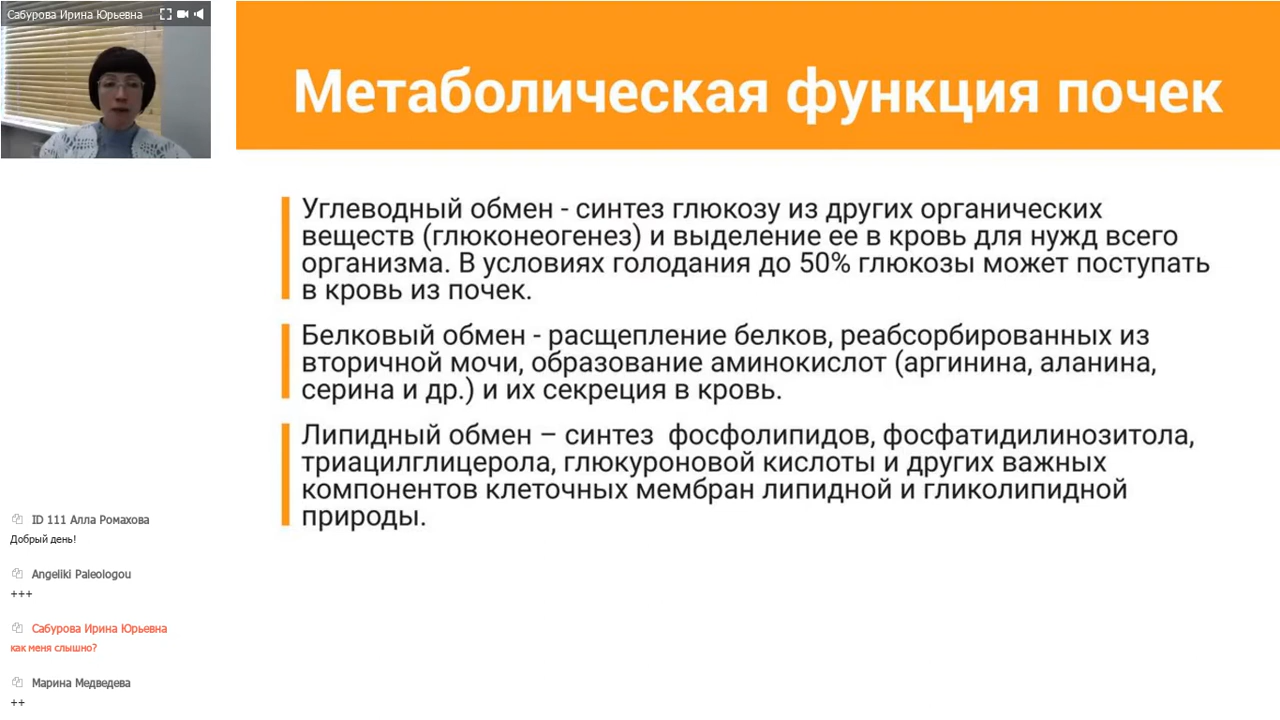 Сабурова Ирина Юрьевна
Метаболическая функция почек
Углеводный обмен - синтез глюкозу из других органических
веществ (глюконеогенез) и выделение ее в кровь для нужд всего
организма. В условиях голодания до 50% глюкозы может поступать
в кровь из почек.
Белковый обмен - расщепление белков, реабсорбированных из
вторичной мочи, образование аминокислот (аргинина, аланина,
серина и др.) и их секреция в кровь.
Липидный обмен – синтез  фосфолипидов, фосфатидилинозитола,
триацилглицерола, глюкуроновой кислоты и других важных
компонентов клеточных мембран липидной и гликолипидной
природы.
ID 111 Алла Ромахова
Добрый день!
Angeliki Paleologou
+++
Сабурова Ирина Юрьевна
как меня слышно?
Марина Медведева
++